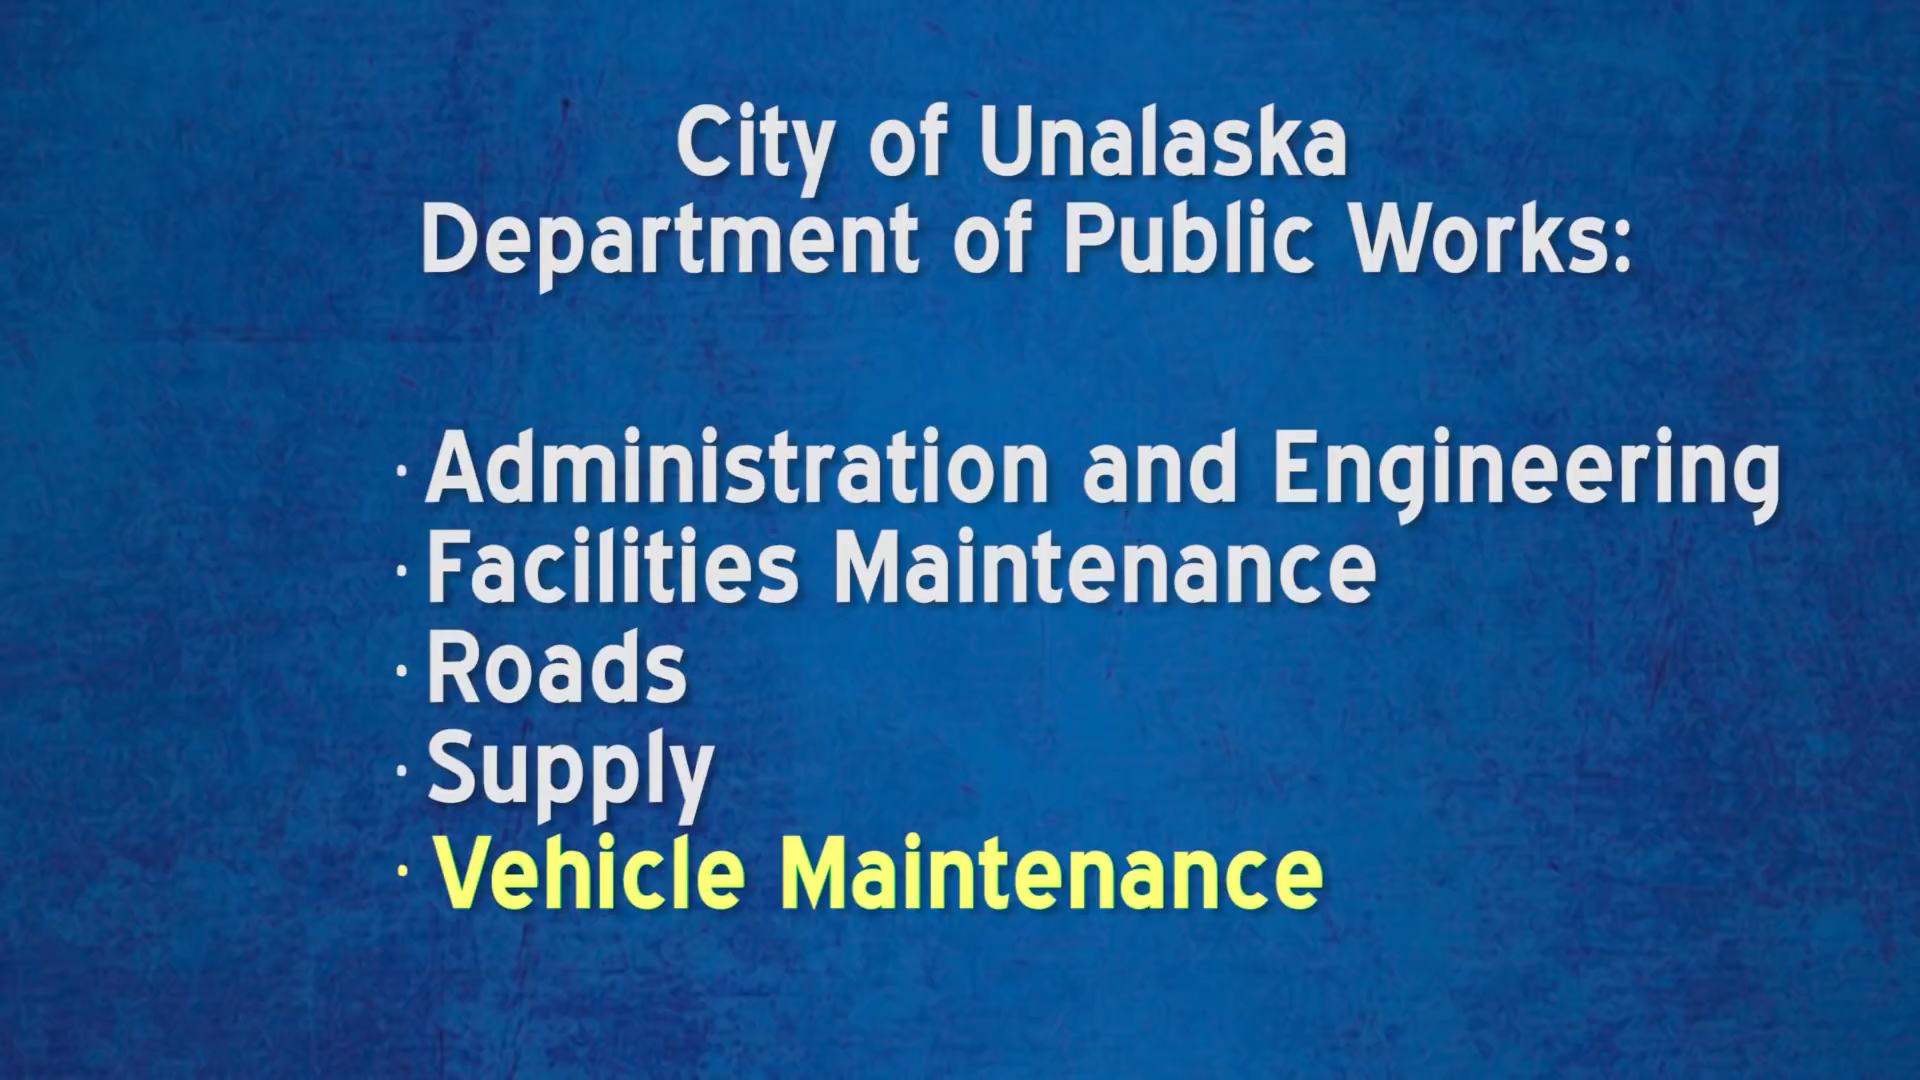 City of Unalaska
Department of Public Works:
· Administration and Engineering
· Facilities Maintenance
· Roads
· Supply
· Vehicle Maintenance